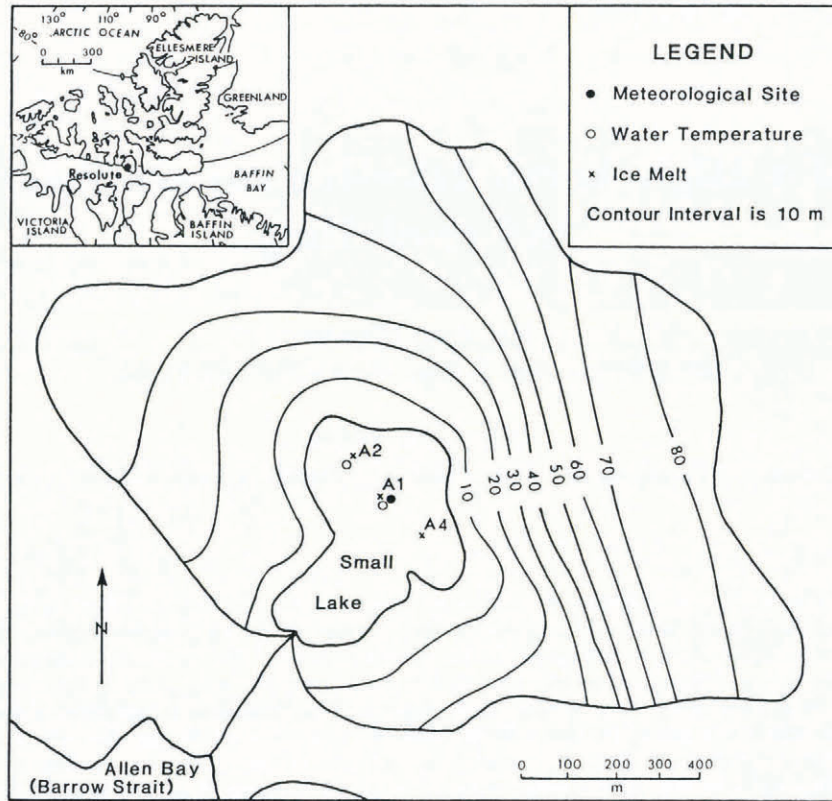 130° 110° 90°
80° ARCTIC OCEAN
0 300
km
ELLESMERE
ISLAND
GREENLAND
75°
Resolute
BAFFIN
BAY
VICTORIA
ISLAND
BAFFIN
ISLAND
LEGEND
Meteorological Site
Water Temperature
× Ice Melt
Contour Interval is 10 m
A2
A1
A4
Small
Lake
10 20 30 40 50 60 70 80
N
Allen Bay
(Barrow Strait)
0 100 200 300 400
m